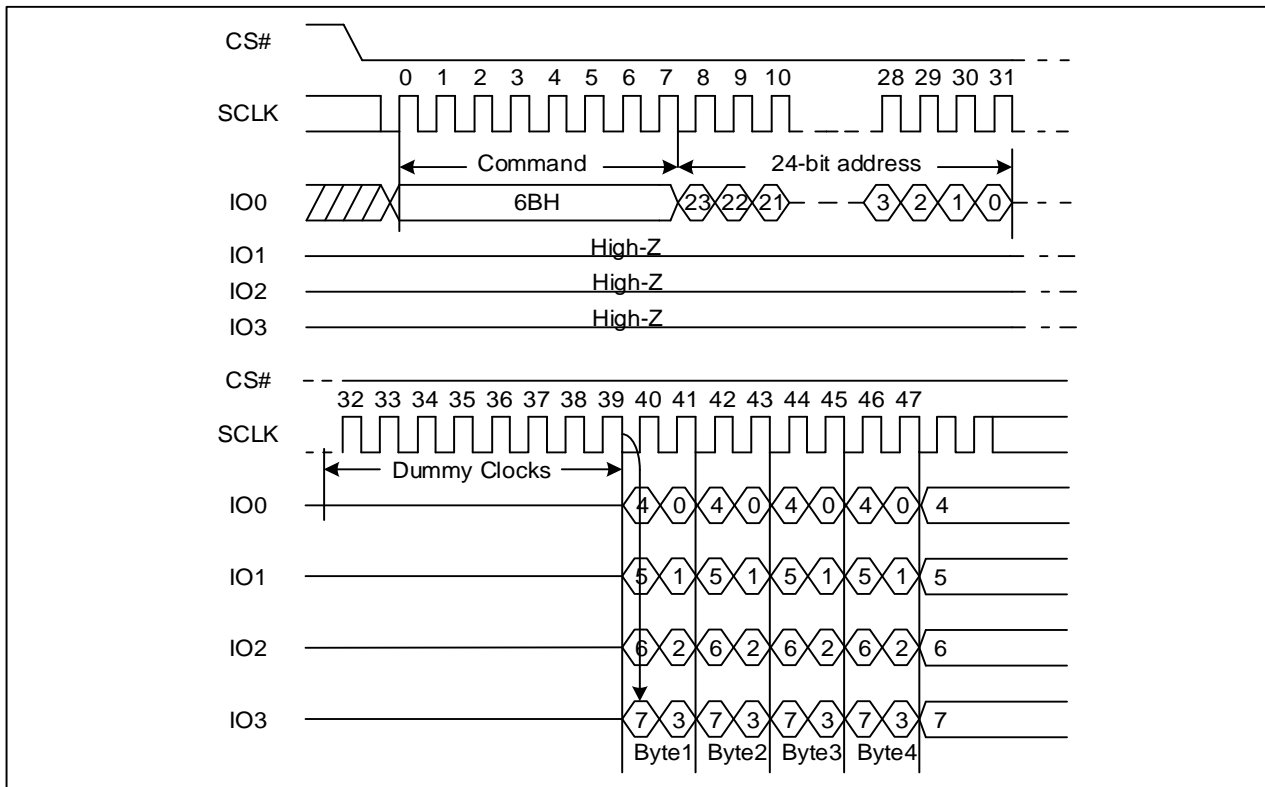 CS#
0 1 2 3 4 5 6 7 8 9 10 28 29 30 31
SCLK
Command 24-bit address
IO0 6BH 23 22 21 3 2 1 0
IO1 High-Z
IO2 High-Z
IO3 High-Z
CS#
32 33 34 35 36 37 38 39 40 41 42 43 44 45 46 47
SCLK
Dummy Clocks
IO0 4 0 4 0 4 0 4 0 4
IO1 5 1 5 1 5 1 5 1 5
IO2 6 2 6 2 6 2 6 2 6
IO3 7 3 7 3 7 3 7 3 7
Byte1 Byte2 Byte3 Byte4